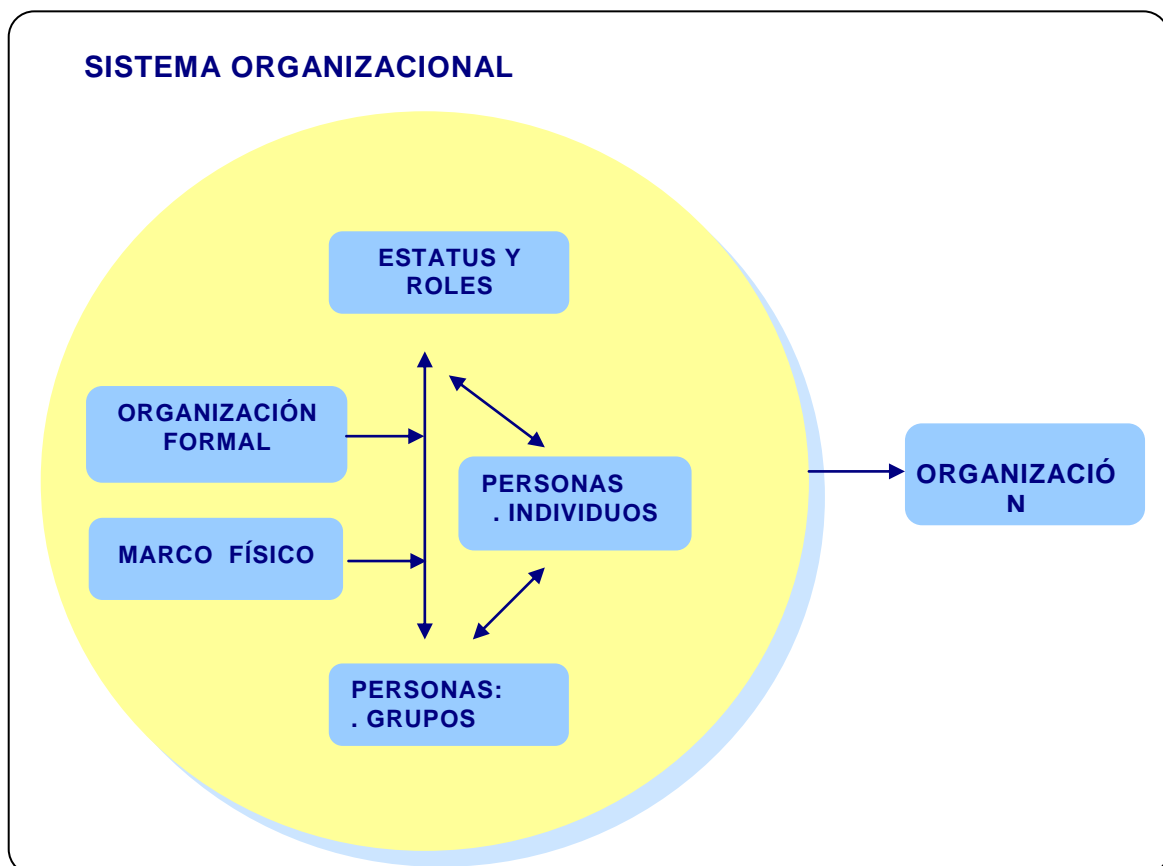 SISTEMA ORGANIZACIONAL
ESTATUS Y
ROLES
ORGANIZACIÓN
FORMAL
PERSONAS
. INDIVIDUOS
ORGANIZACIÓ
N
MARCO FÍSICO
PERSONAS:
. GRUPOS